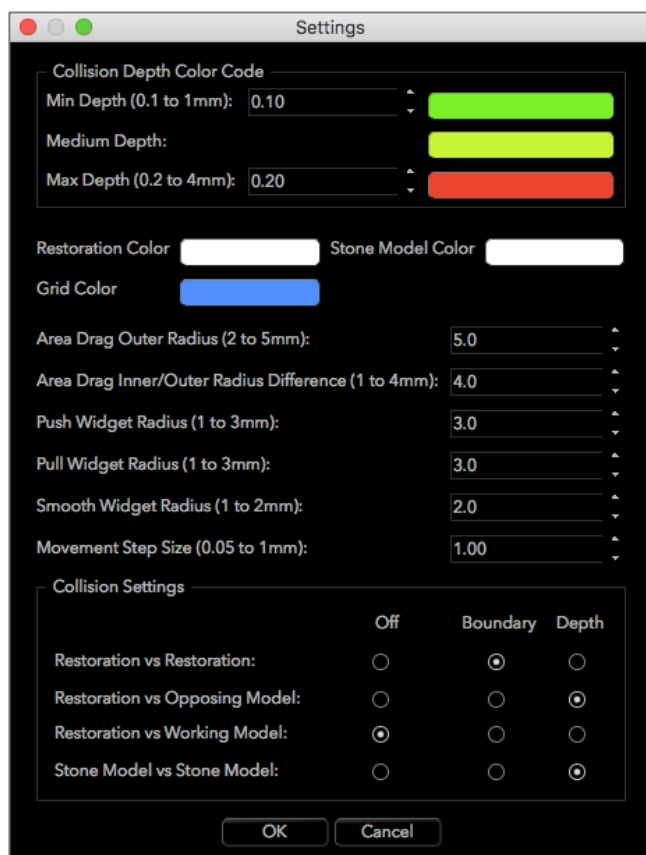 Settings
Collision Depth Color Code
Min Depth (0.1 to 1mm): 0.10
Medium Depth:
Max Depth (0.2 to 4mm): 0.20
Restoration Color Stone Model Color
Grid Color
Area Drag Outer Radius (2 to 5mm): 5.0
Area Drag Inner/Outer Radius Difference (1 to 4mm): 4.0
Push Widget Radius (1 to 3mm): 3.0
Pull Widget Radius (1 to 3mm): 3.0
Smooth Widget Radius (1 to 2mm): 2.0
Movement Step Size (0.05 to 1mm): 1.00
Collision Settings
Off Boundary Depth
Restoration vs Restoration:
Restoration vs Opposing Model:
Restoration vs Working Model:
Stone Model vs Stone Model:
OK Cancel